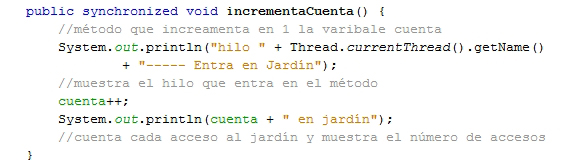 public synchronized void incrementaCuenta() {
//método que increamenta en 1 la varibale cuenta
System.out.println("hilo " + Thread.currentThread().getName()
+ "----- Entra en Jardín");
//muestra el hilo que entra en el método
cuenta++;
System.out.println(cuenta + " en jardín");
//cuenta cada acceso al jardín y muestra el número de accesos
}